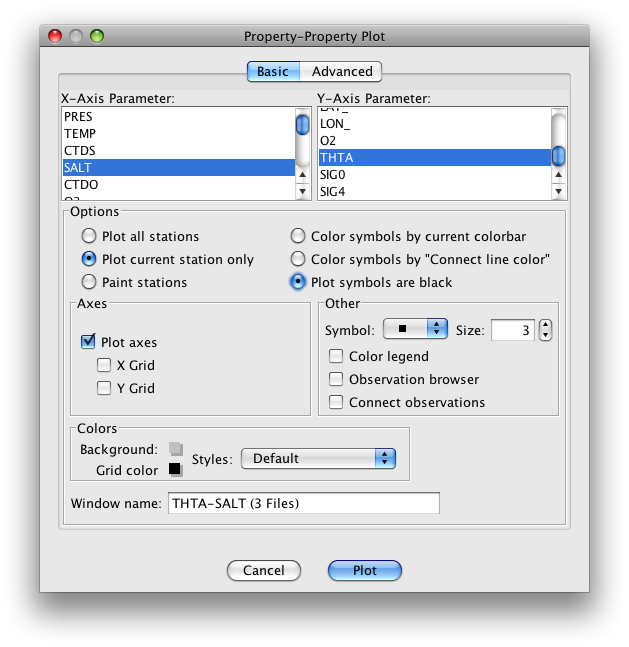 Property-Property Plot
Basic Advanced
X-Axis Parameter: Y-Axis Parameter:
PRES
TEMP
CTDS
SALT
CTDO
LON_
O2
THTA
SIG0
SIG4
Options
Plot all stations
Plot current station only
Paint stations
Color symbols by current colorbar
Color symbols by "Connect line color"
Plot symbols are black
Axes
Plot axes
X Grid
Y Grid
Other
Symbol: Size: 3
Color legend
Observation browser
Connect observations
Colors
Background:
Grid color
Styles: Default
Window name: THTA-SALT (3 Files)
Cancel Plot